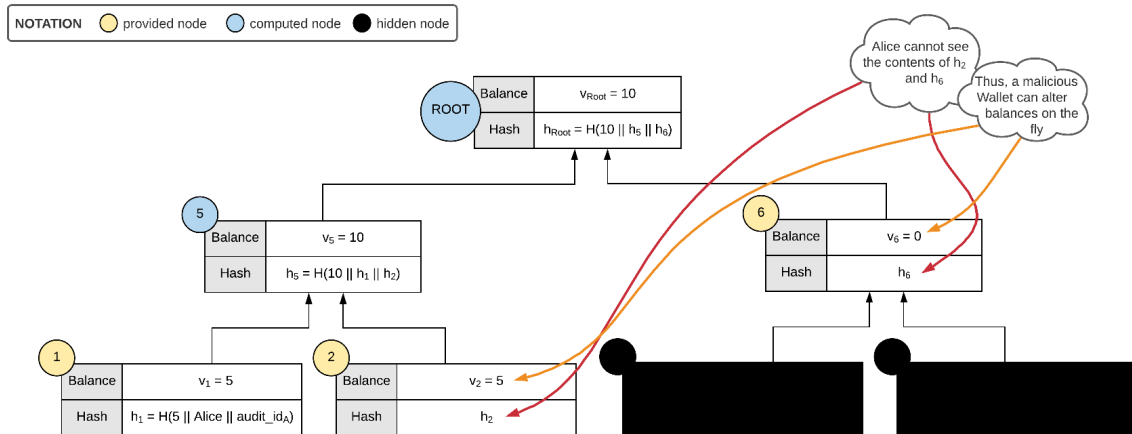 NOTATION provided node computed node hidden node
Alice cannot see
the contents of h₂
and h₆
Thus, a malicious
Wallet can alter
balances on the
fly
ROOT
Balance v_Root = 10
Hash h_Root = H(10 || h₅ || h₆)
5
Balance v₅ = 10
Hash h₅ = H(10 || h₁ || h₂)
6
Balance v₆ = 0
Hash h₆
1
Balance v₁ = 5
Hash h₁ = H(5 || Alice || audit_id_A)
2
Balance v₂ = 5
Hash h₂